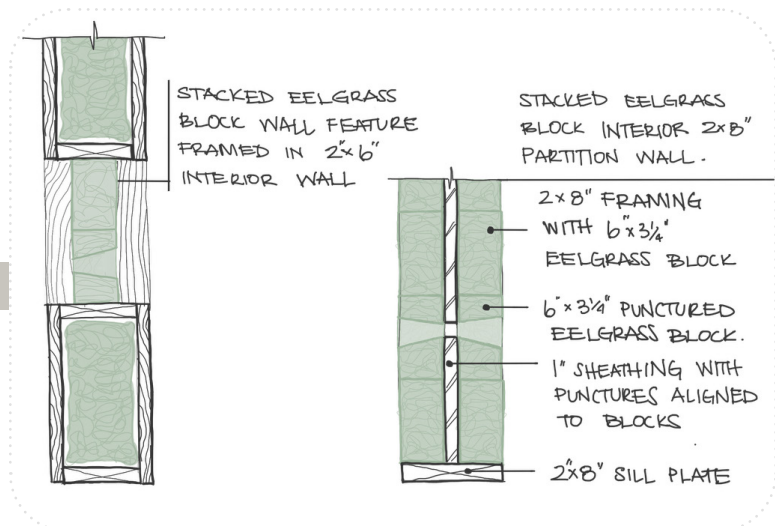 STACKED EELGRASS
BLOCK WALL FEATURE
FRAMED IN 2"x6"
INTERIOR WALL
STACKED EELGRASS
BLOCK INTERIOR 2x8"
PARTITION WALL.
2x8" FRAMING
WITH 6"x3¼"
EELGRASS BLOCK
6"x3¼" PUNCTURED
EELGRASS BLOCK.
1" SHEATHING WITH
PUNCTURES ALIGNED
TO BLOCKS
2"x8" SILL PLATE